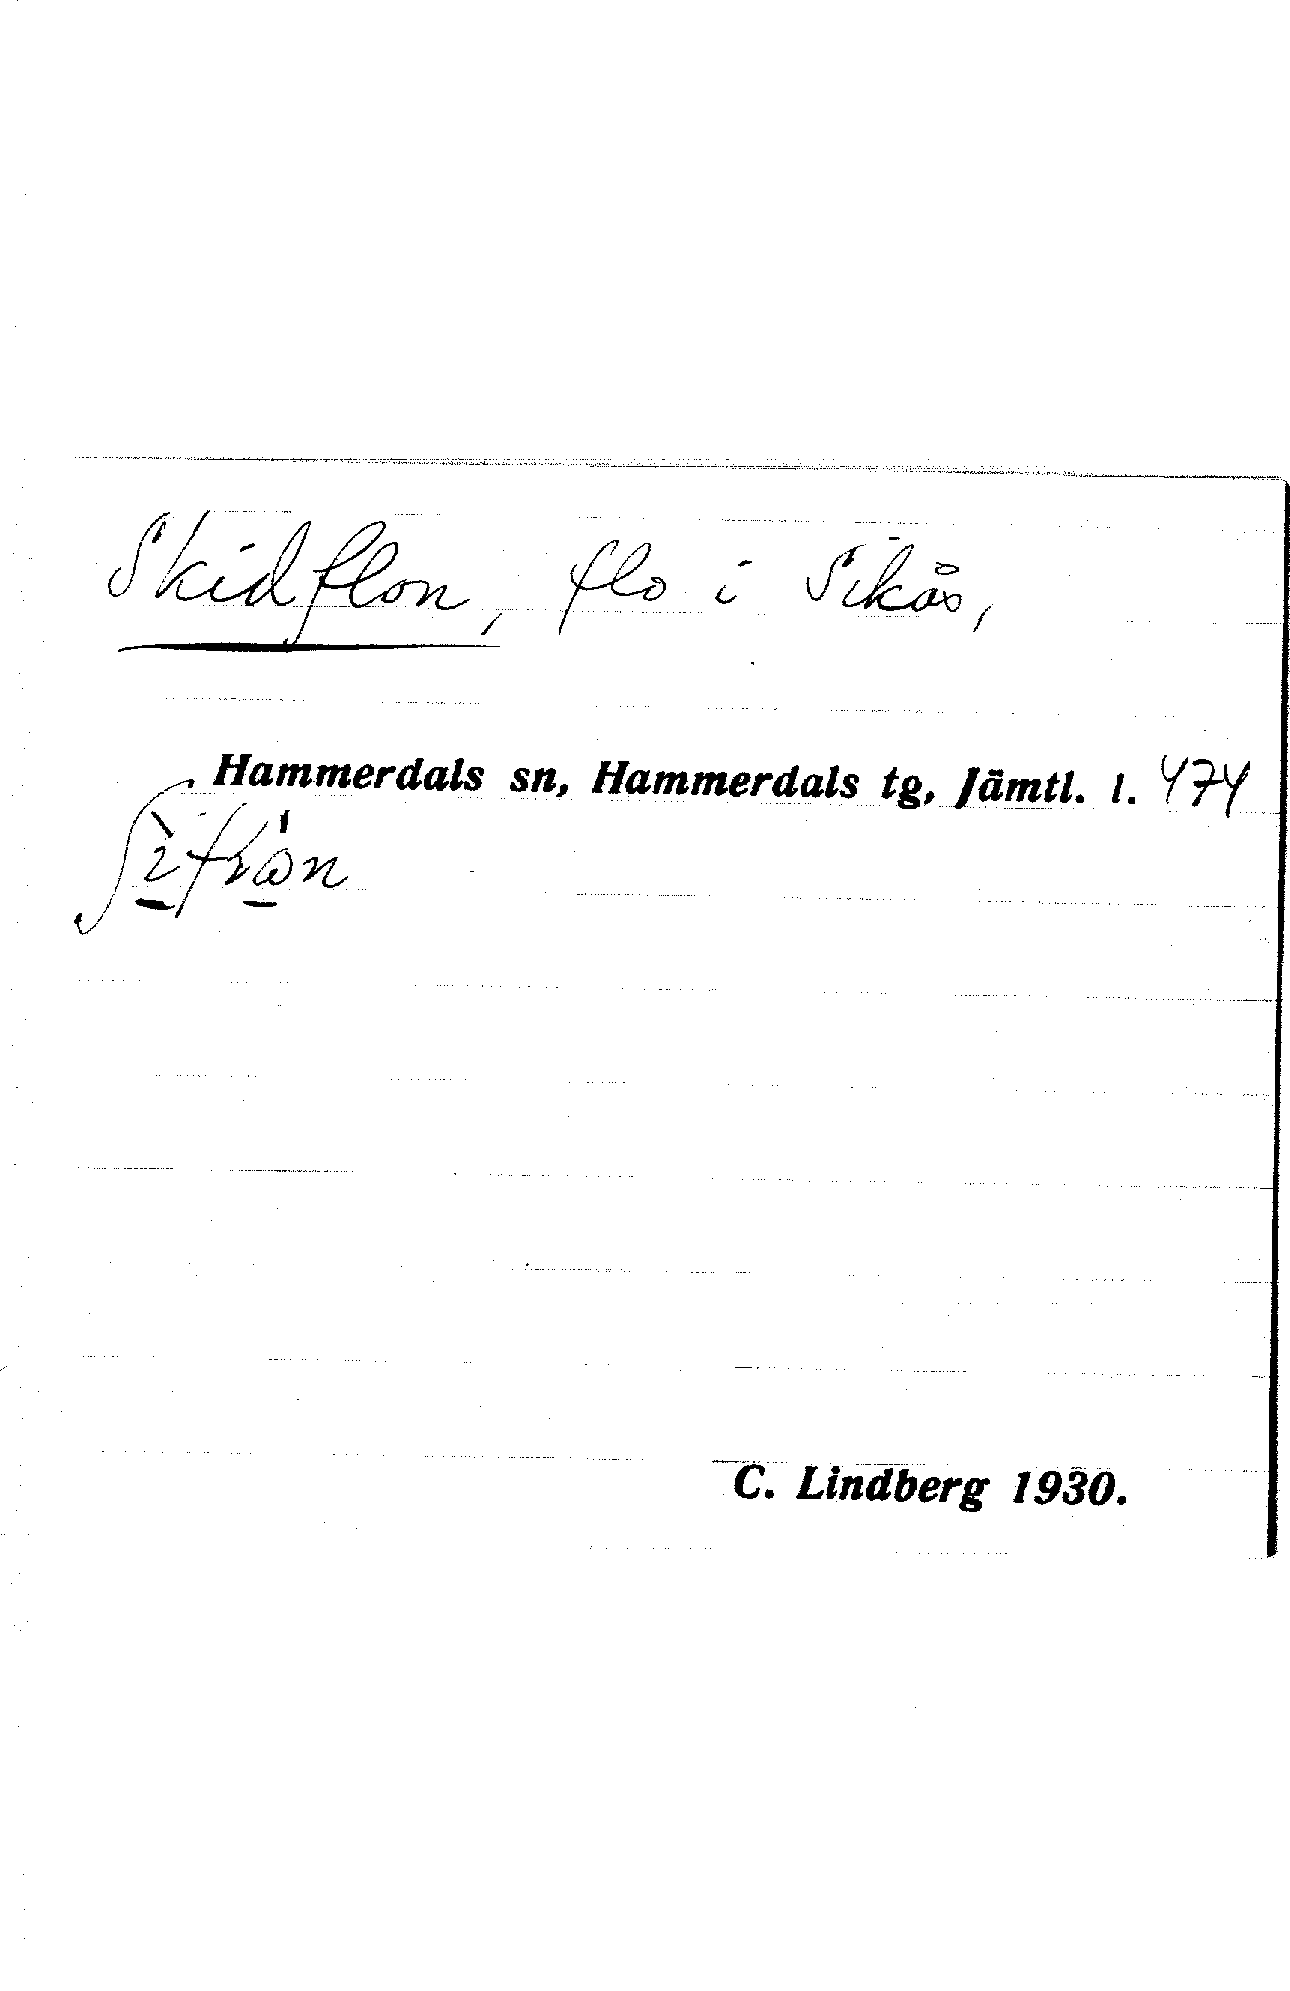 Skidflon, flo i Sikås,
Hammerdals sn, Hammerdals tg, Jämtl. l. 474
C. Lindberg 1930.